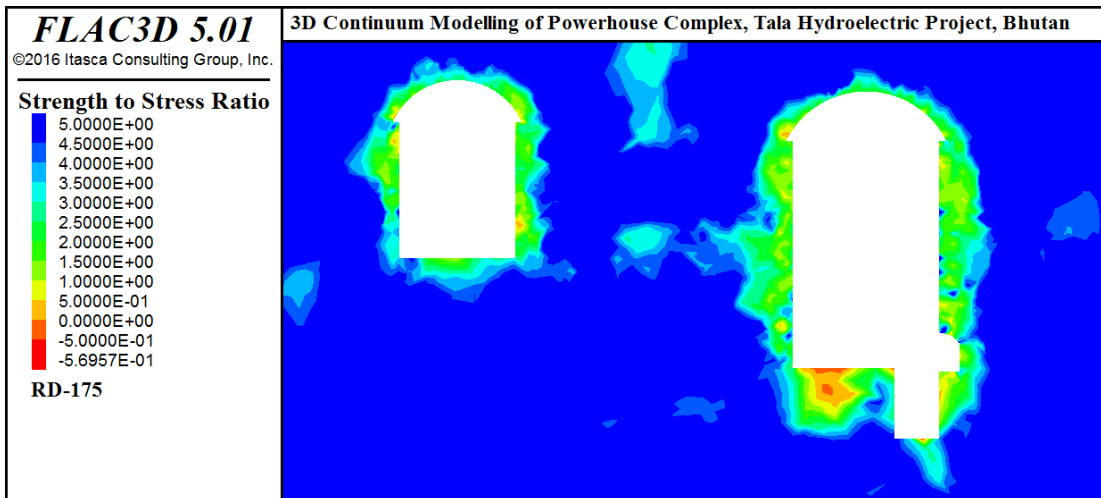 FLAC3D 5.01
©2016 Itasca Consulting Group, Inc.
Strength to Stress Ratio
5.0000E+00
4.5000E+00
4.0000E+00
3.5000E+00
3.0000E+00
2.5000E+00
2.0000E+00
1.5000E+00
1.0000E+00
5.0000E-01
0.0000E+00
-5.0000E-01
-5.6957E-01
RD-175
3D Continuum Modelling of Powerhouse Complex, Tala Hydroelectric Project, Bhutan